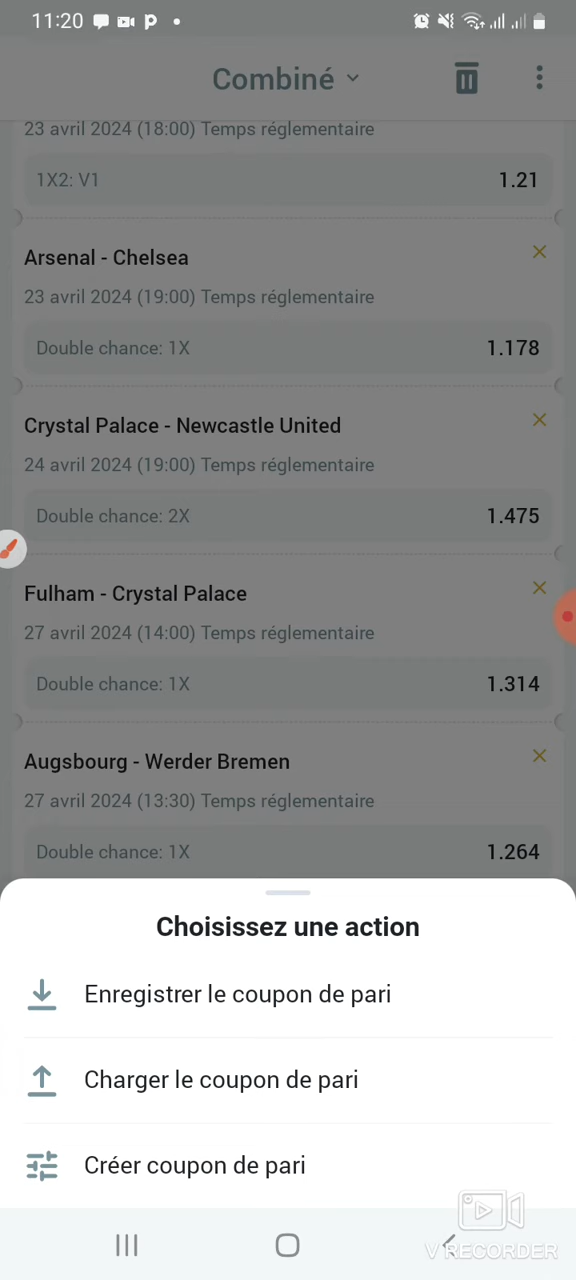 11:20
Combiné
23 avril 2024 (18:00) Temps réglementaire
1X2: V1 1.21
Arsenal - Chelsea
23 avril 2024 (19:00) Temps réglementaire
Double chance: 1X 1.178
Crystal Palace - Newcastle United
24 avril 2024 (19:00) Temps réglementaire
Double chance: 2X 1.475
Fulham - Crystal Palace
27 avril 2024 (14:00) Temps réglementaire
Double chance: 1X 1.314
Augsbourg - Werder Bremen
27 avril 2024 (13:30) Temps réglementaire
Double chance: 1X 1.264
Choisissez une action
Enregistrer le coupon de pari
Charger le coupon de pari
Créer coupon de pari
V RECORDER